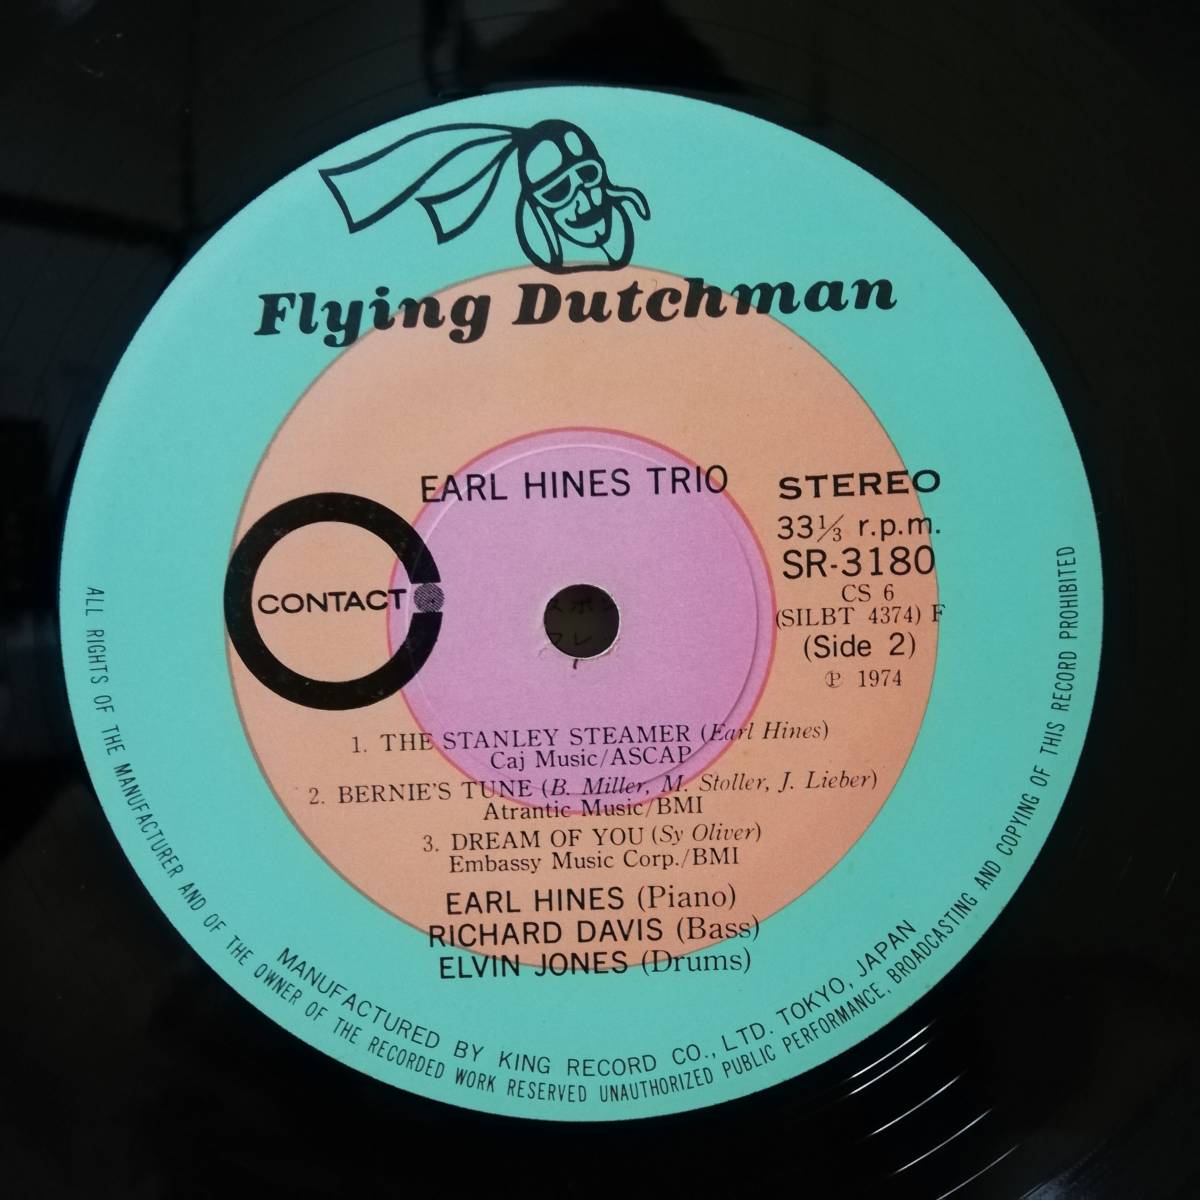 Flying Dutchman
EARL HINES TRIO
CONTACT
STEREO
33⅓ r.p.m.
SR-3180
CS 6
(SILBT 4374) F
(Side 2)
℗ 1974
1. THE STANLEY STEAMER (Earl Hines)
Caj Music/ASCAP
2. BERNIE'S TUNE (B. Miller, M. Stoller, J. Lieber)
Atrantic Music/BMI
3. DREAM OF YOU (Sy Oliver)
Embassy Music Corp./BMI
EARL HINES (Piano)
RICHARD DAVIS (Bass)
ELVIN JONES (Drums)
MANUFACTURED BY KING RECORD CO., LTD. TOKYO, JAPAN
ALL RIGHTS OF THE MANUFACTURER AND OF THE OWNER OF THE RECORDED WORK RESERVED UNAUTHORIZED PUBLIC PERFORMANCE, BROADCASTING AND COPYING OF THIS RECORD PROHIBITED